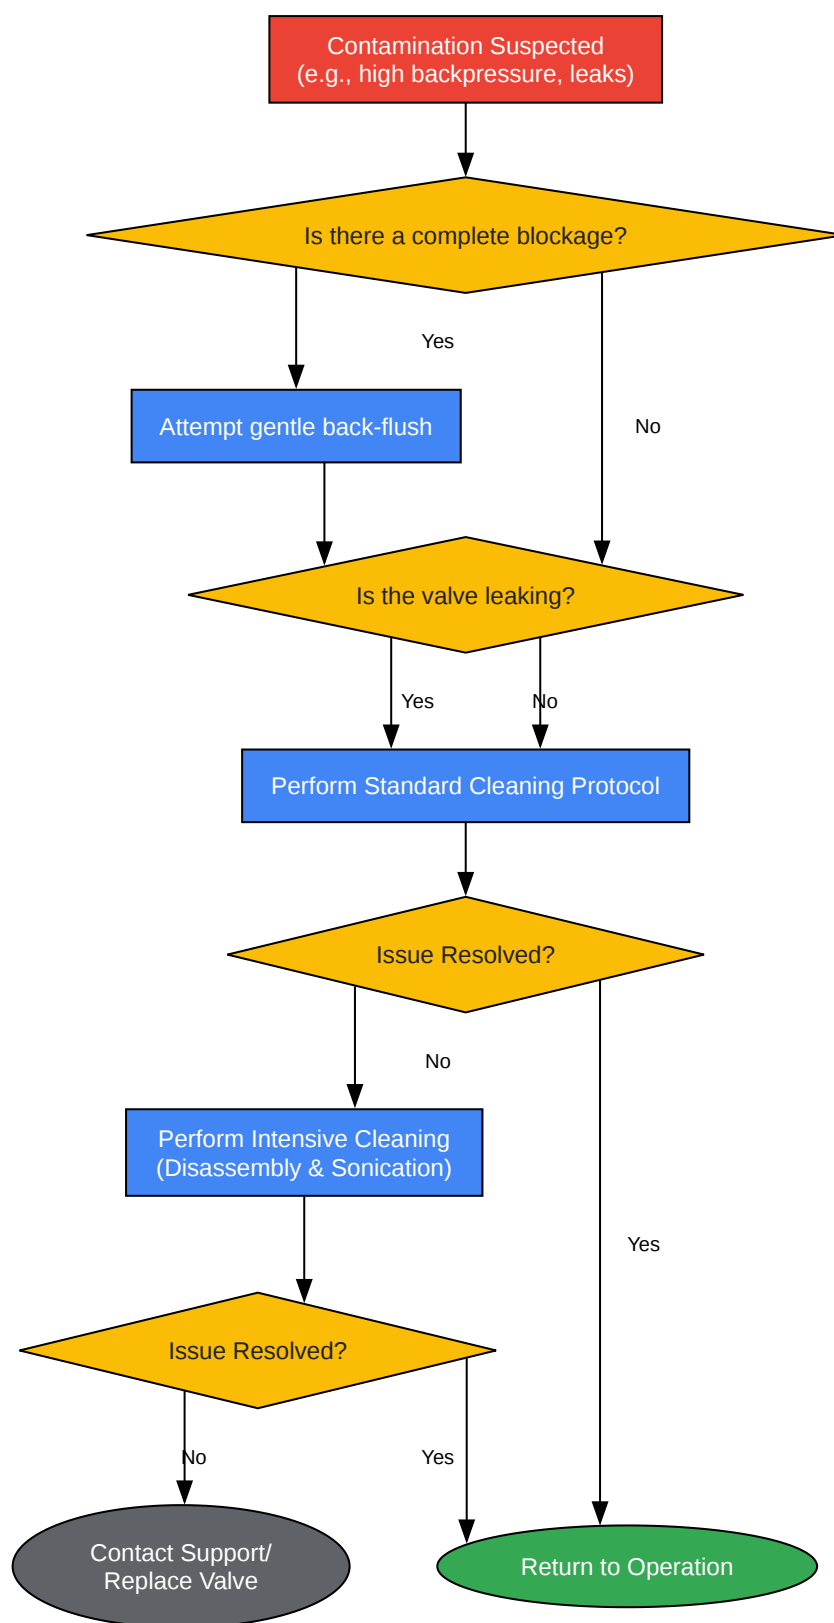 Contamination Suspected
(e.g., high backpressure, leaks)
Is there a complete blockage?
Yes
Attempt gentle back-flush
No
Is the valve leaking?
Yes
No
Perform Standard Cleaning Protocol
Issue Resolved?
No
Perform Intensive Cleaning
(Disassembly & Sonication)
Yes
Issue Resolved?
No
Yes
Contact Support/
Replace Valve
Return to Operation